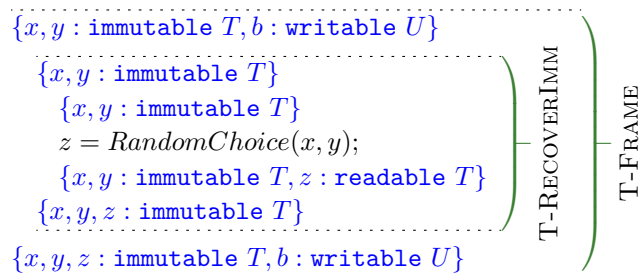 {x, y : immutable T, b : writable U}
{x, y : immutable T}
{x, y : immutable T}
z = RandomChoice(x, y);
{x, y : immutable T, z : readable T}
{x, y, z : immutable T}
{x, y, z : immutable T, b : writable U}
T-RecoverImm
T-Frame